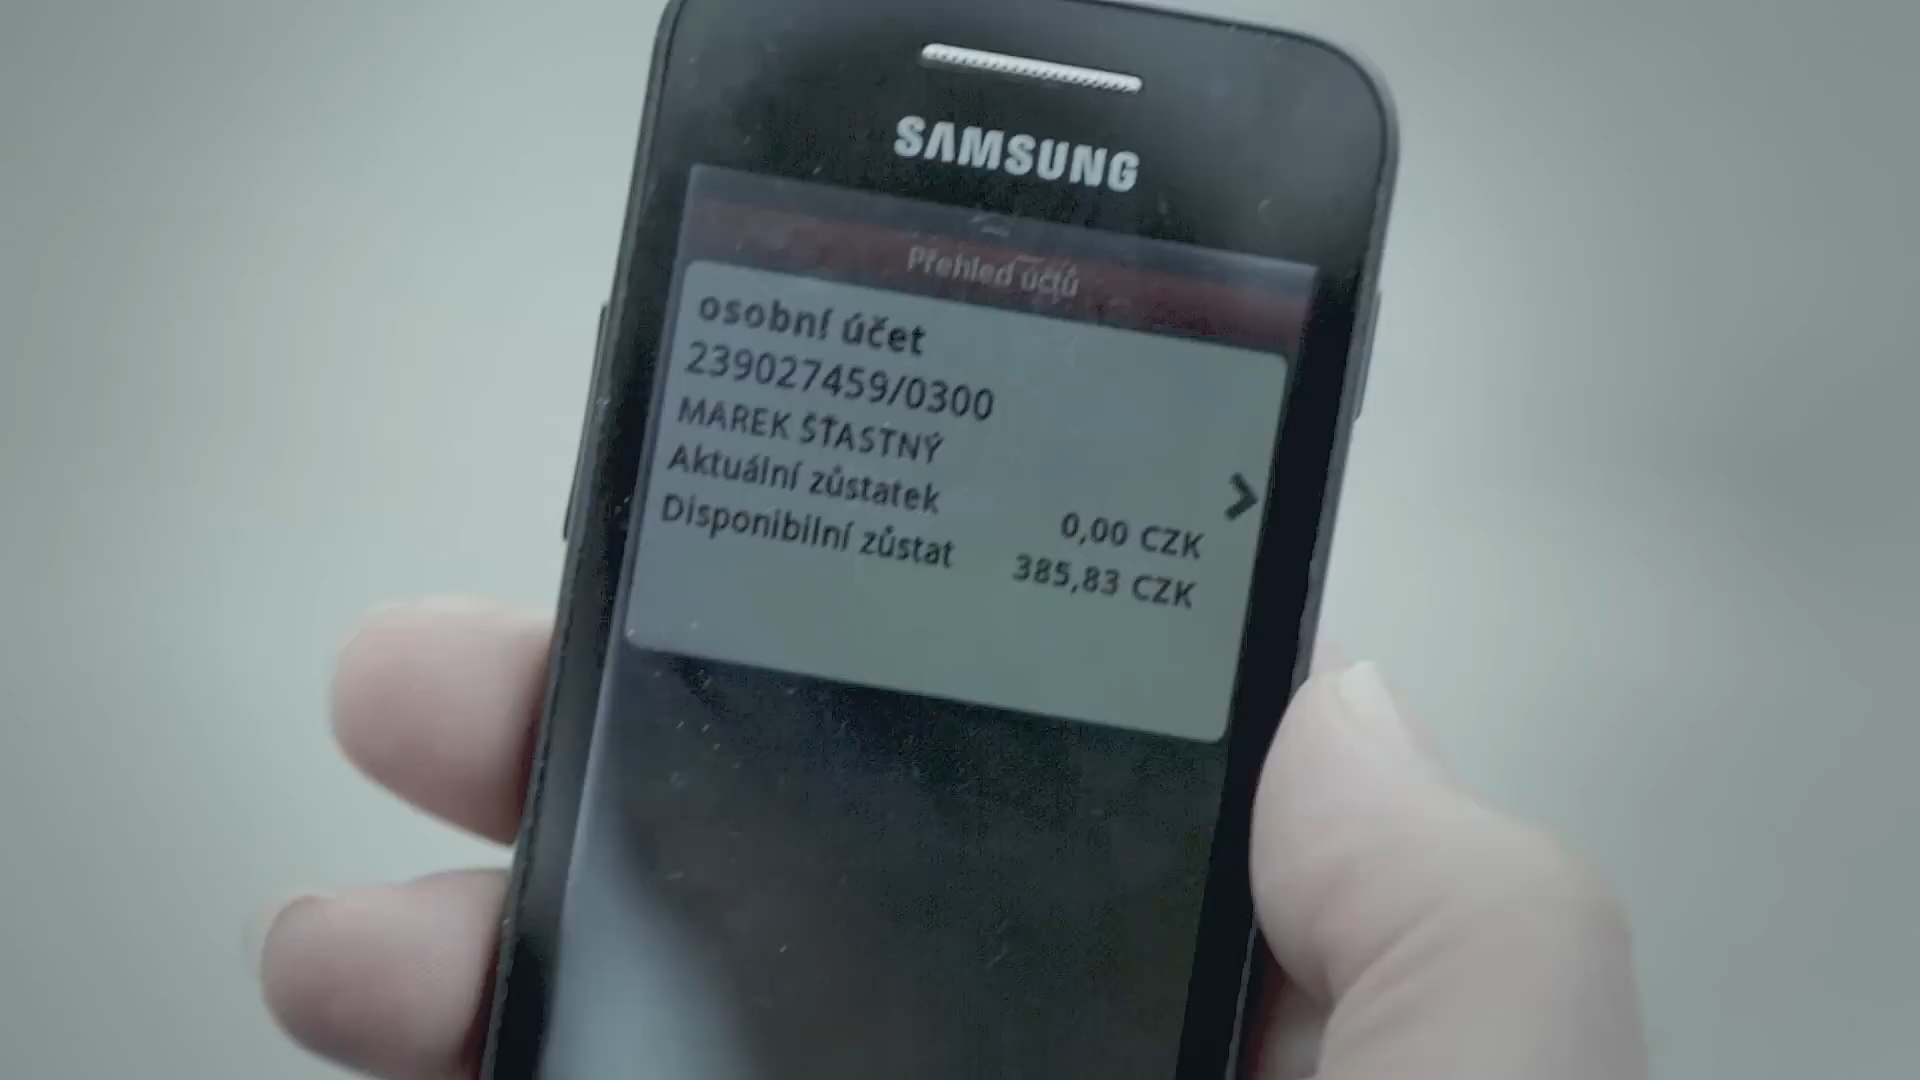 SAMSUNG
Přehled účtů
osobní účet
239027459/0300
MAREK ŠŤASTNÝ
Aktuální zůstatek 0,00 CZK
Disponibilní zůstat 385,83 CZK